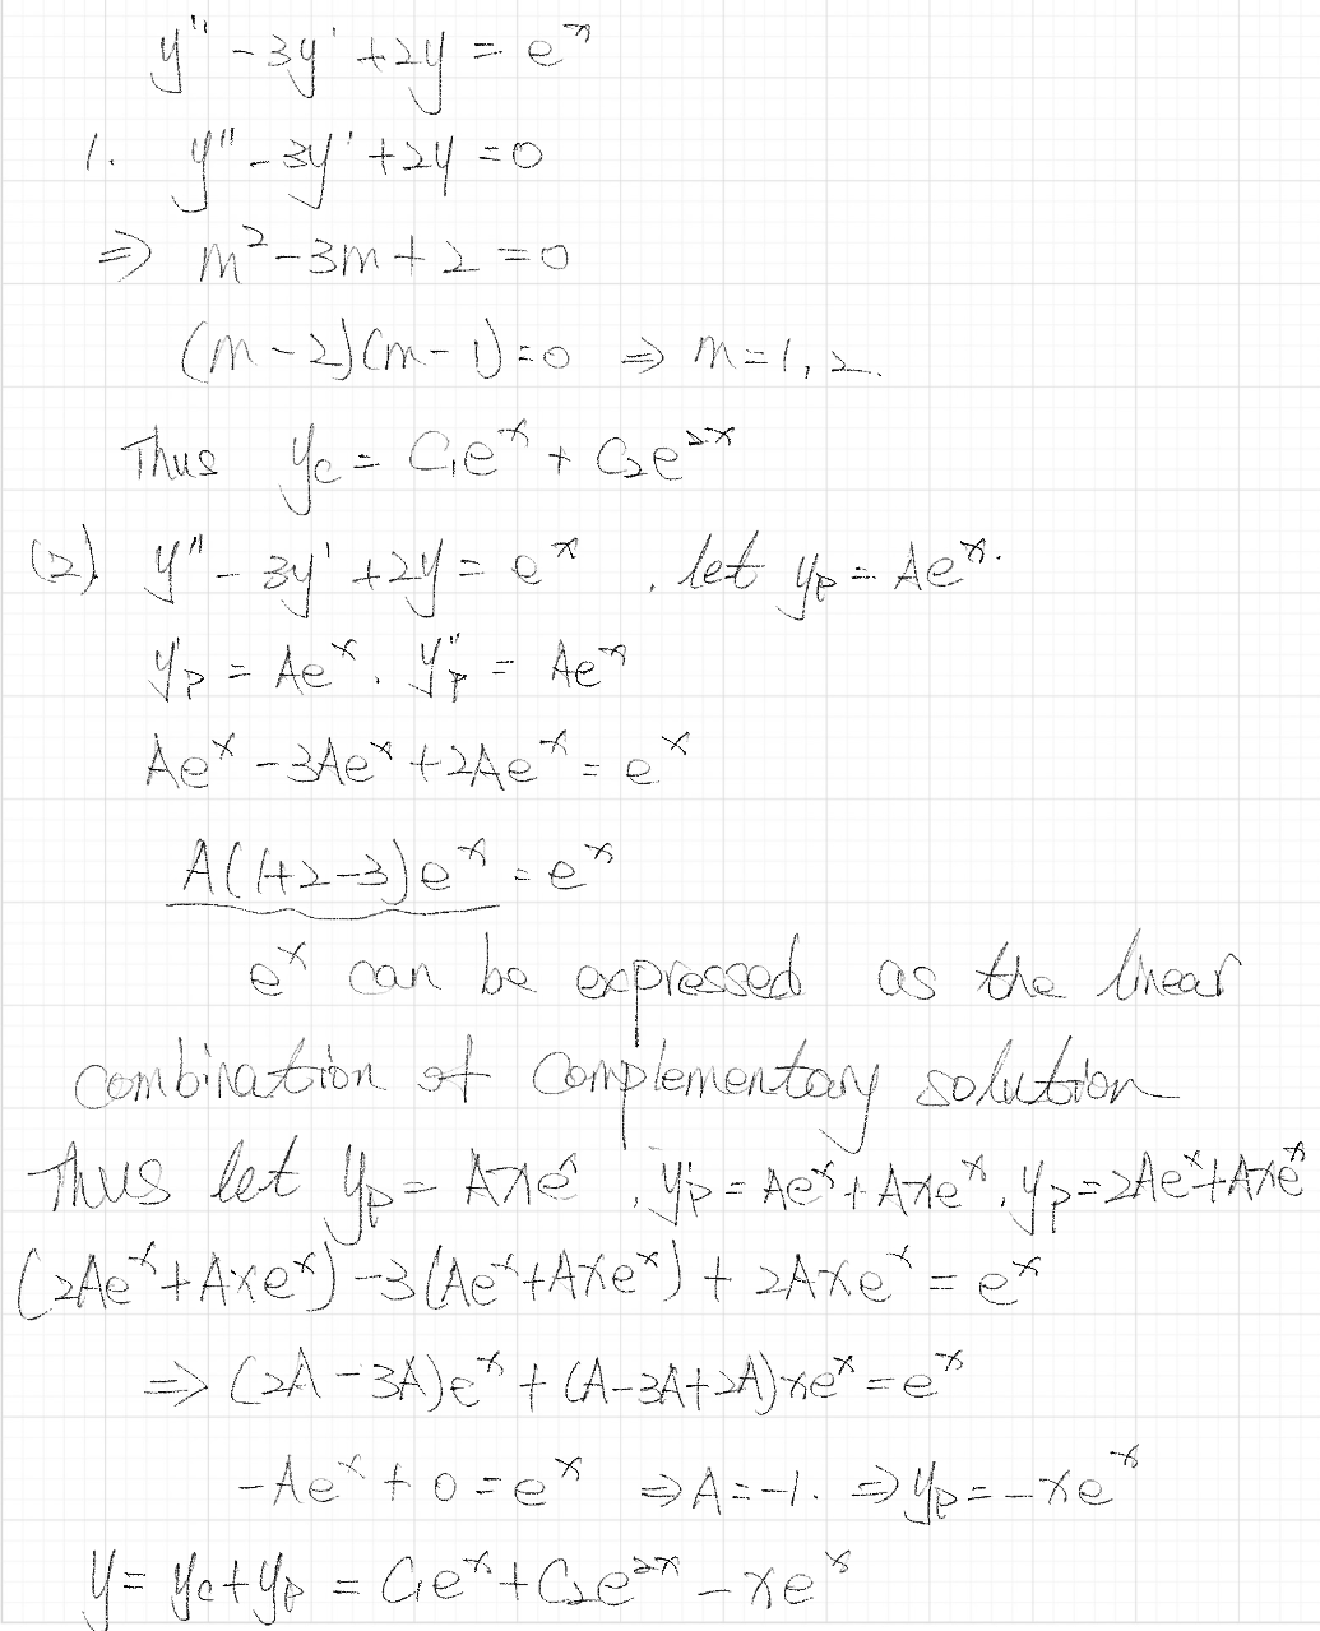 y'' - 3y' + 2y = e^x
1. y'' - 3y' + 2y = 0
⇒ m² - 3m + 2 = 0
(m - 2)(m - 1) = 0 ⇒ m = 1, 2.
Thus y_c = C₁e^x + C₂e^{2x}
(2). y'' - 3y' + 2y = e^x, let y_p = Ae^x.
y'_p = Ae^x. y''_p = Ae^x
Ae^x - 3Ae^x + 2Ae^x = e^x
A(1+2-3)e^x = e^x
e^x can be expressed as the linear
combination of complementary solution
Thus let y_p = Axe^x, y'_p = Ae^x + Axe^x, y_p = 2Ae^x + Axe^x
(2Ae^x + Axe^x) - 3(Ae^x + Axe^x) + 2Axe^x = e^x
⇒ (2A - 3A)e^x + (A - 3A + 2A)xe^x = e^x
-Ae^x + 0 = e^x ⇒ A = -1. ⇒ y_p = -xe^x
y = y_c + y_p = C₁e^x + C₂e^{2x} - xe^x